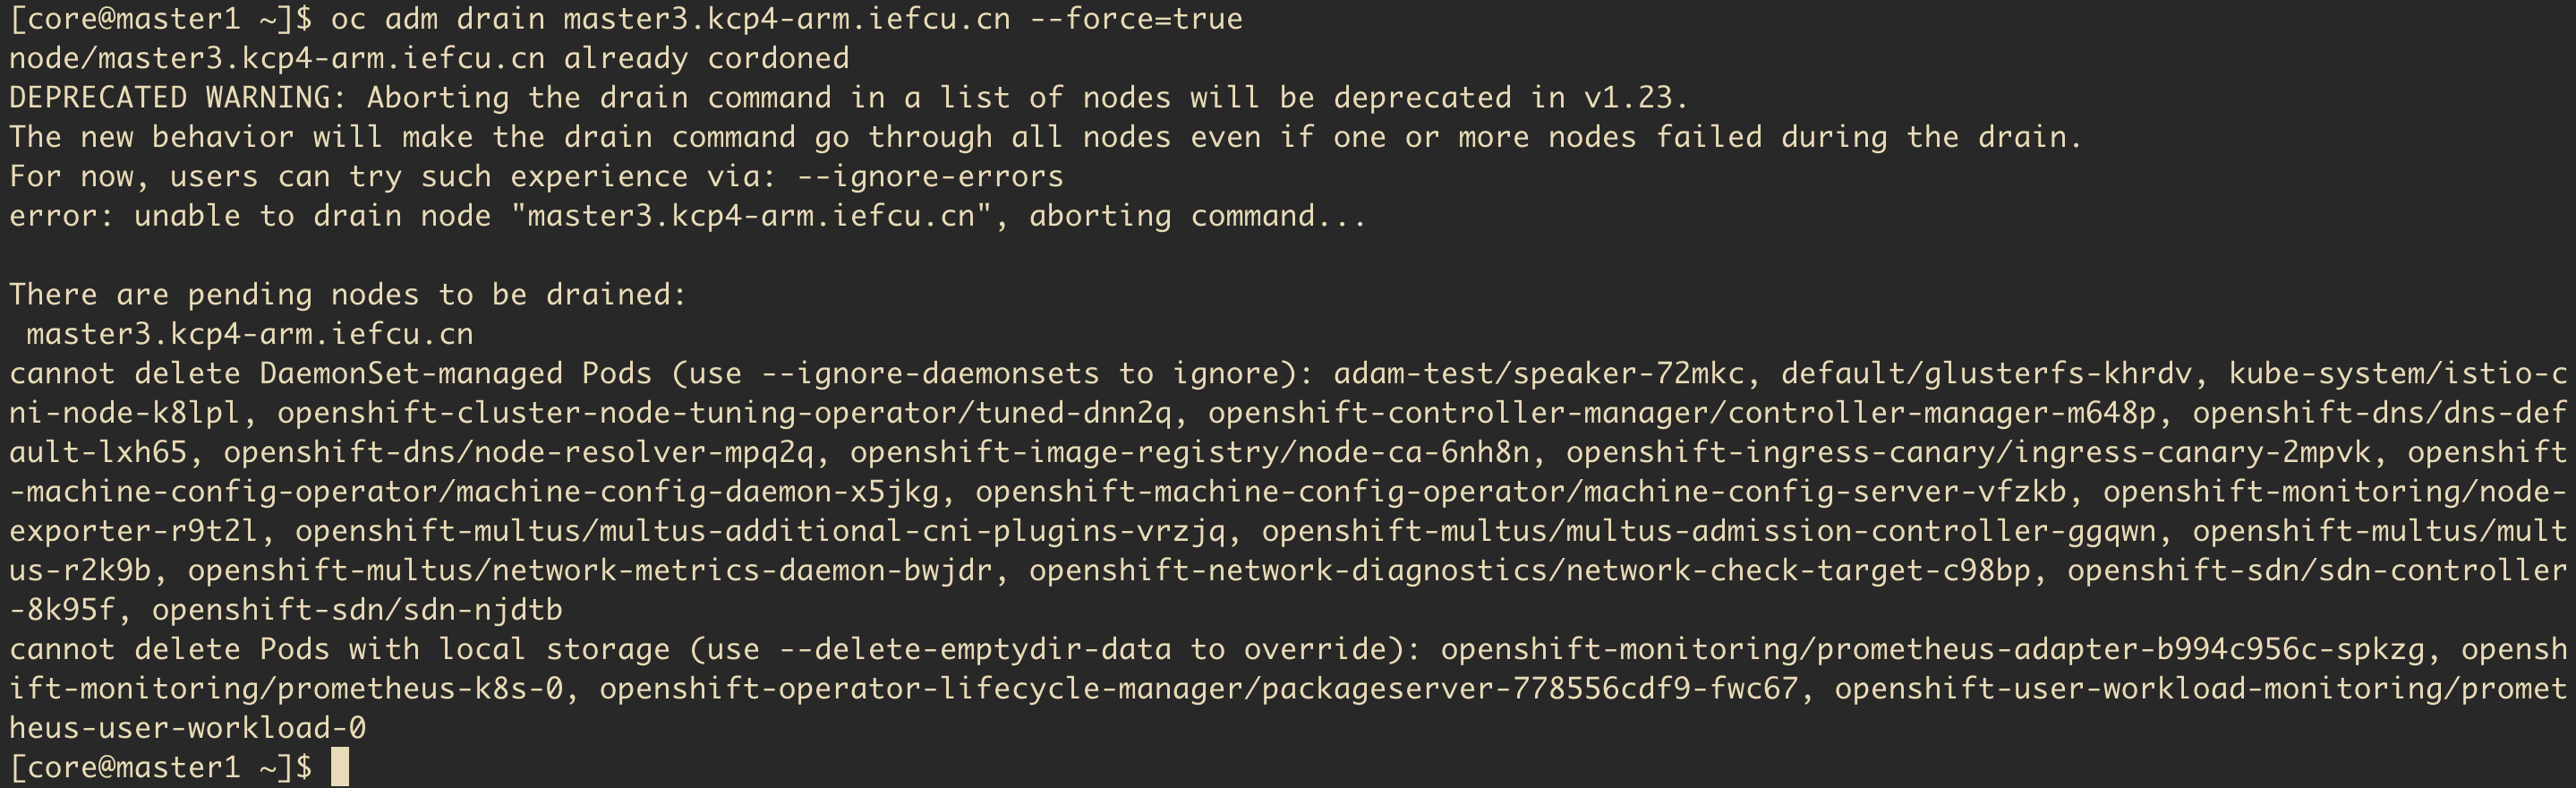 [core@master1 ~]$ oc adm drain master3.kcp4-arm.iefcu.cn --force=true
node/master3.kcp4-arm.iefcu.cn already cordoned
DEPRECATED WARNING: Aborting the drain command in a list of nodes will be deprecated in v1.23.
The new behavior will make the drain command go through all nodes even if one or more nodes failed during the drain.
For now, users can try such experience via: --ignore-errors
error: unable to drain node "master3.kcp4-arm.iefcu.cn", aborting command...

There are pending nodes to be drained:
 master3.kcp4-arm.iefcu.cn
cannot delete DaemonSet-managed Pods (use --ignore-daemonsets to ignore): adam-test/speaker-72mkc, default/glusterfs-khrdv, kube-system/istio-c
ni-node-k8lpl, openshift-cluster-node-tuning-operator/tuned-dnn2q, openshift-controller-manager/controller-manager-m648p, openshift-dns/dns-def
ault-lxh65, openshift-dns/node-resolver-mpq2q, openshift-image-registry/node-ca-6nh8n, openshift-ingress-canary/ingress-canary-2mpvk, openshift
-machine-config-operator/machine-config-daemon-x5jkg, openshift-machine-config-operator/machine-config-server-vfzkb, openshift-monitoring/node-
exporter-r9t2l, openshift-multus/multus-additional-cni-plugins-vrzjq, openshift-multus/multus-admission-controller-ggqwn, openshift-multus/mult
us-r2k9b, openshift-multus/network-metrics-daemon-bwjdr, openshift-network-diagnostics/network-check-target-c98bp, openshift-sdn/sdn-controller
-8k95f, openshift-sdn/sdn-njdtb
cannot delete Pods with local storage (use --delete-emptydir-data to override): openshift-monitoring/prometheus-adapter-b994c956c-spkzg, opensh
ift-monitoring/prometheus-k8s-0, openshift-operator-lifecycle-manager/packageserver-778556cdf9-fwc67, openshift-user-workload-monitoring/promet
heus-user-workload-0
[core@master1 ~]$